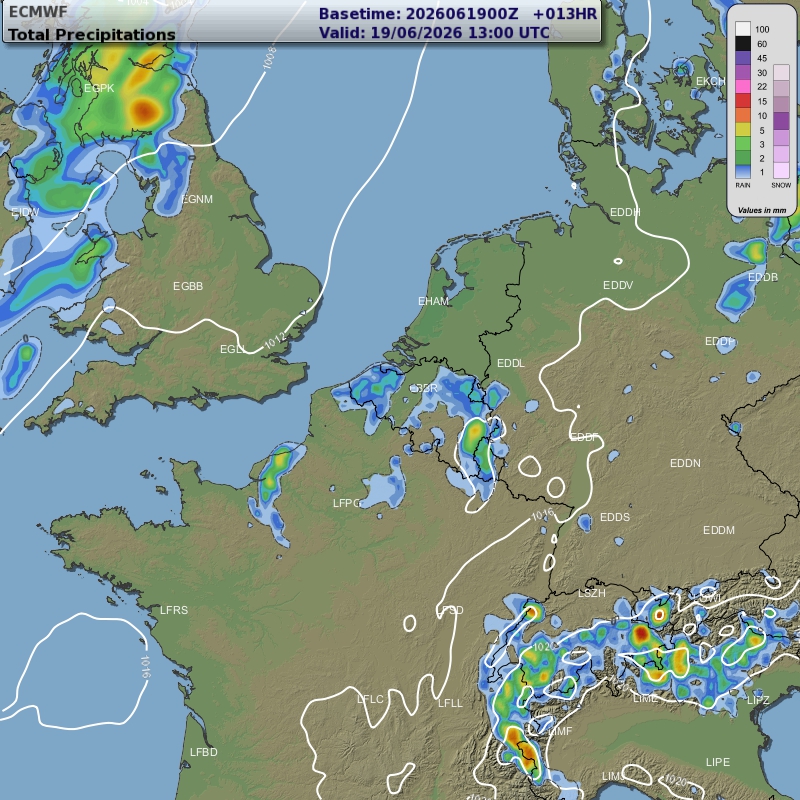 ECMWF
Basetime: 2026061900Z +013HR
Total Precipitations
Valid: 19/06/2026 13:00 UTC
100
60
45
30
22
15
10
5
3
2
1
RAIN SNOW
Values in mm
1008
EGPK
EKCH
EIDW
EGNM
EDDH
EGBB
EDDV
EDDB
EHAM
1012
EGLL
EDDL
EBBR
EDDF
EDDN
LFPG
EDDS
1016
EDDM
LSZH
LFRS
LFSD
1016
LFLC
LFLL
LIPZ
LIMF
LFBD
LIPE
1020